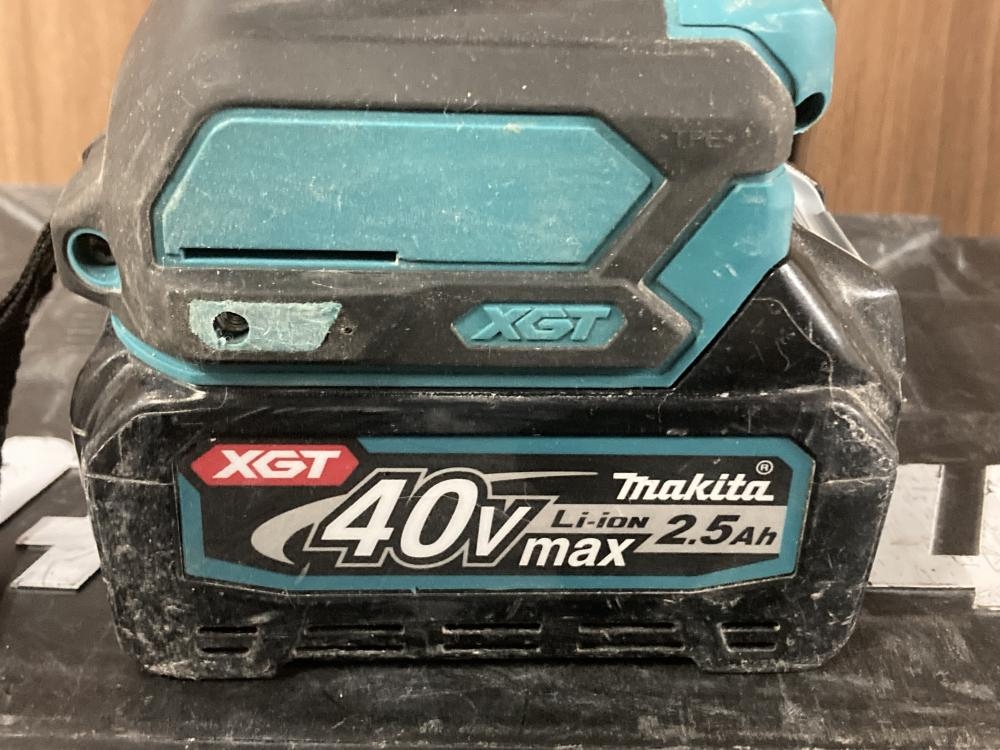 TPE
XGT
XGT
makita®
40V max
Li-ion 2.5Ah